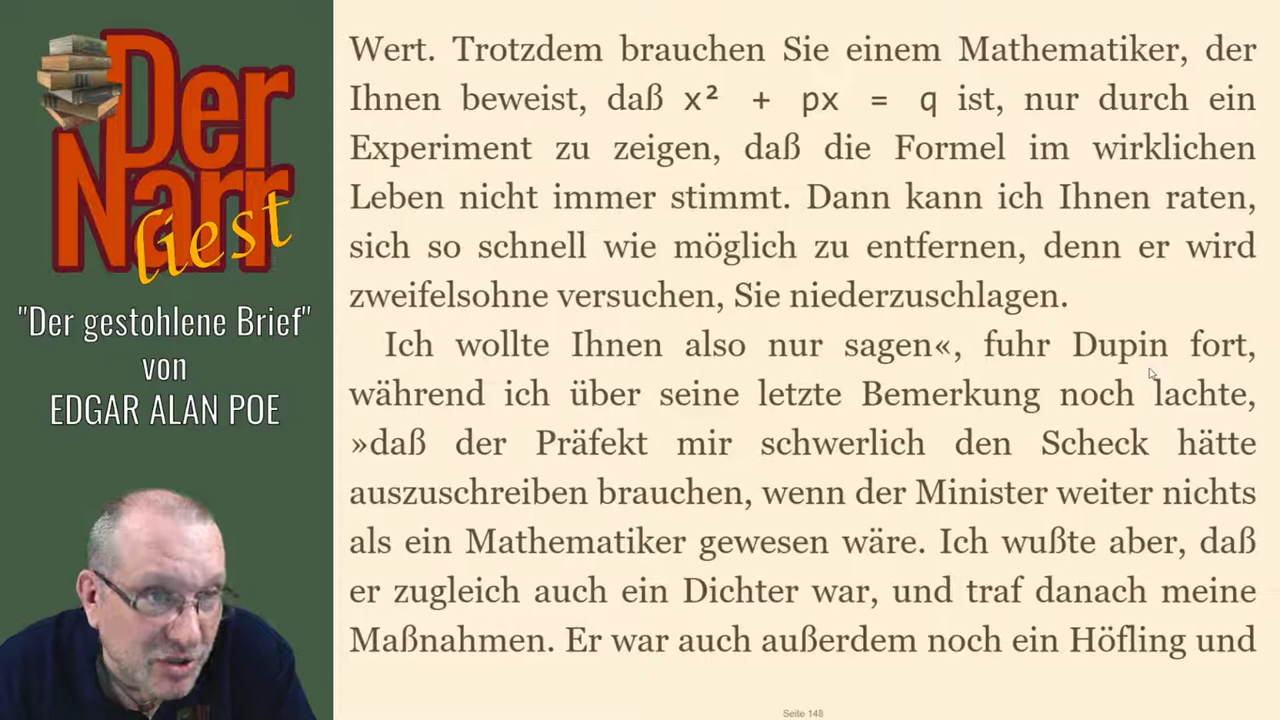 Der
Narr
liest
"Der gestohlene Brief"
von
EDGAR ALAN POE
Wert. Trotzdem brauchen Sie einem Mathematiker, der
Ihnen beweist, daß x² + px = q ist, nur durch ein
Experiment zu zeigen, daß die Formel im wirklichen
Leben nicht immer stimmt. Dann kann ich Ihnen raten,
sich so schnell wie möglich zu entfernen, denn er wird
zweifelsohne versuchen, Sie niederzuschlagen.
Ich wollte Ihnen also nur sagen«, fuhr Dupin fort,
während ich über seine letzte Bemerkung noch lachte,
»daß der Präfekt mir schwerlich den Scheck hätte
auszuschreiben brauchen, wenn der Minister weiter nichts
als ein Mathematiker gewesen wäre. Ich wußte aber, daß
er zugleich auch ein Dichter war, und traf danach meine
Maßnahmen. Er war auch außerdem noch ein Höfling und
Seite 148